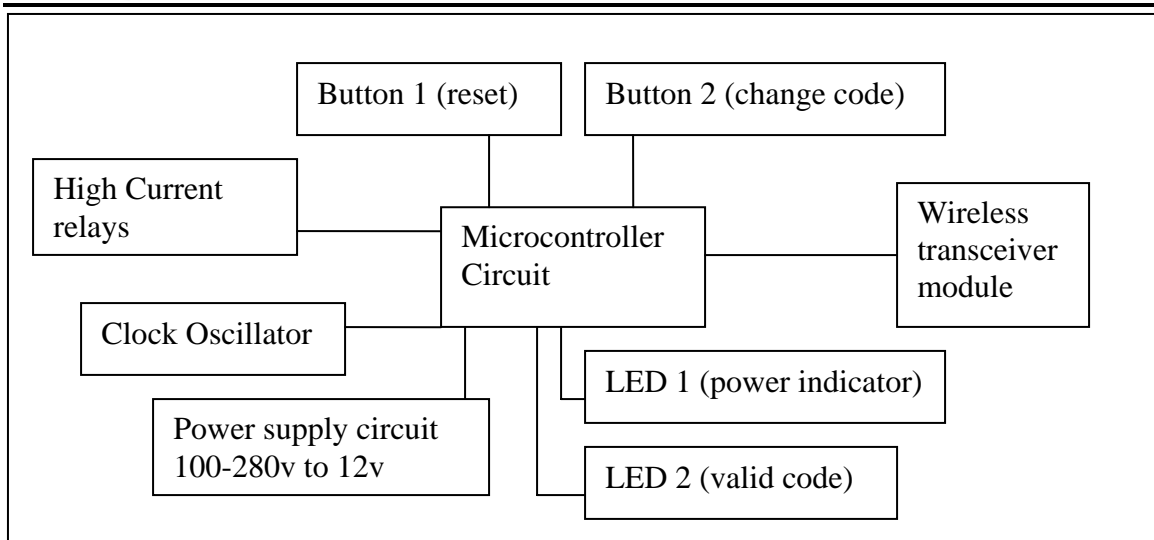 Button 1 (reset)
Button 2 (change code)
High Current
relays
Microcontroller
Circuit
Wireless
transceiver
module
Clock Oscillator
LED 1 (power indicator)
Power supply circuit
100-280v to 12v
LED 2 (valid code)